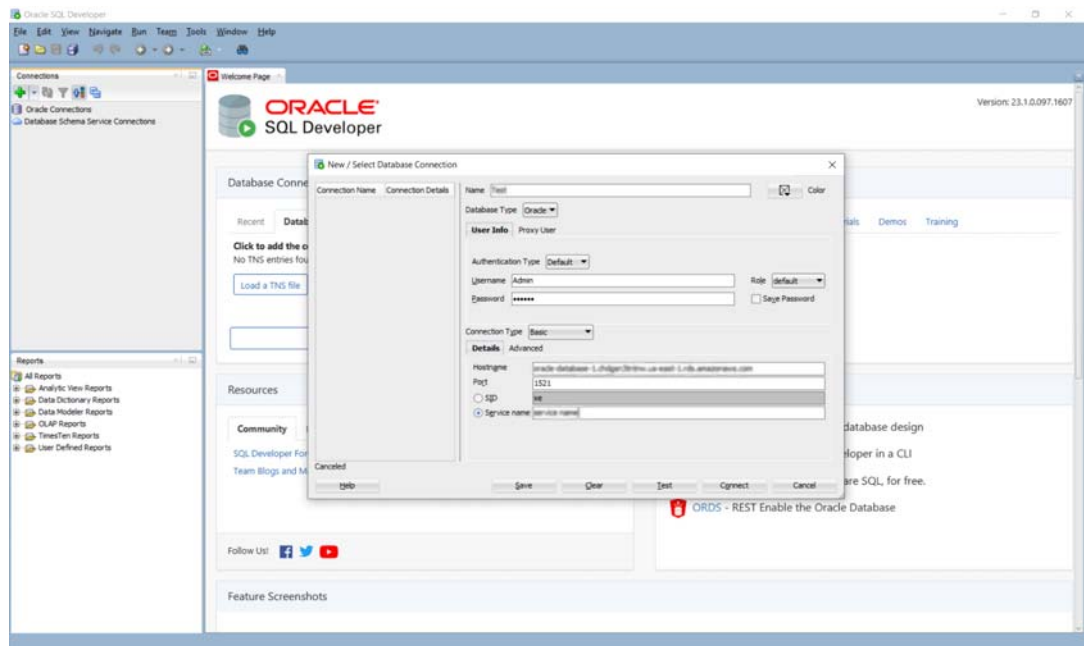 Oracle SQL Developer
File Edit View Navigate Run Team Tools Window Help
Connections
Oracle Connections
Database Schema Service Connections
Welcome Page
ORACLE
SQL Developer
Version: 23.1.0.097.1607
Database Conne
Recent Datab
Click to add the c
No TNS entries fou
Load a TNS file
ials Demos Training
New / Select Database Connection
Connection Name Connection Details
Name Test
Color
Database Type Oracle
User Info Proxy User
Authentication Type Default
Username Admin
Role default
Password ••••••
Save Password
Connection Type Basic
Details Advanced
Hostname
Port 1521
SID xe
Service name service name
Canceled
Help Save Clear Test Connect Cancel
Reports
All Reports
Analytic View Reports
Data Dictionary Reports
Data Modeler Reports
OLAP Reports
TimesTen Reports
User Defined Reports
Resources
Community
SQL Developer For
Team Blogs and M
database design
eloper in a CLI
are SQL, for free.
ORDS - REST Enable the Oracle Database
Follow Us!
Feature Screenshots